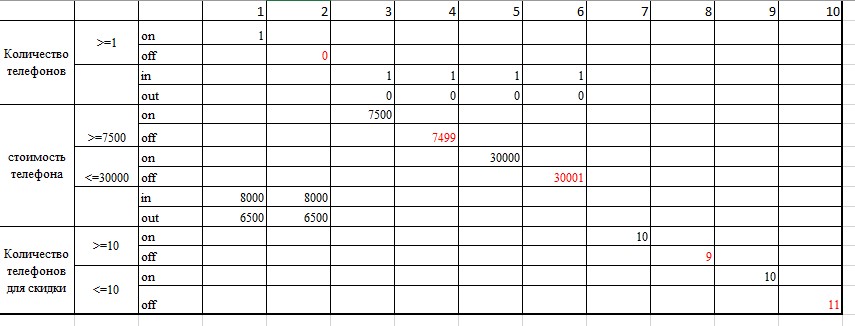 1 2 3 4 5 6 7 8 9 10
Количество телефонов >=1 on 1
off 0
in 1 1 1 1
out 0 0 0 0
стоимость телефона >=7500 on 7500
off 7499
<=30000 on 30000
off 30001
in 8000 8000
out 6500 6500
Количество телефонов для скидки >=10 on 10
off 9
<=10 on 10
off 11